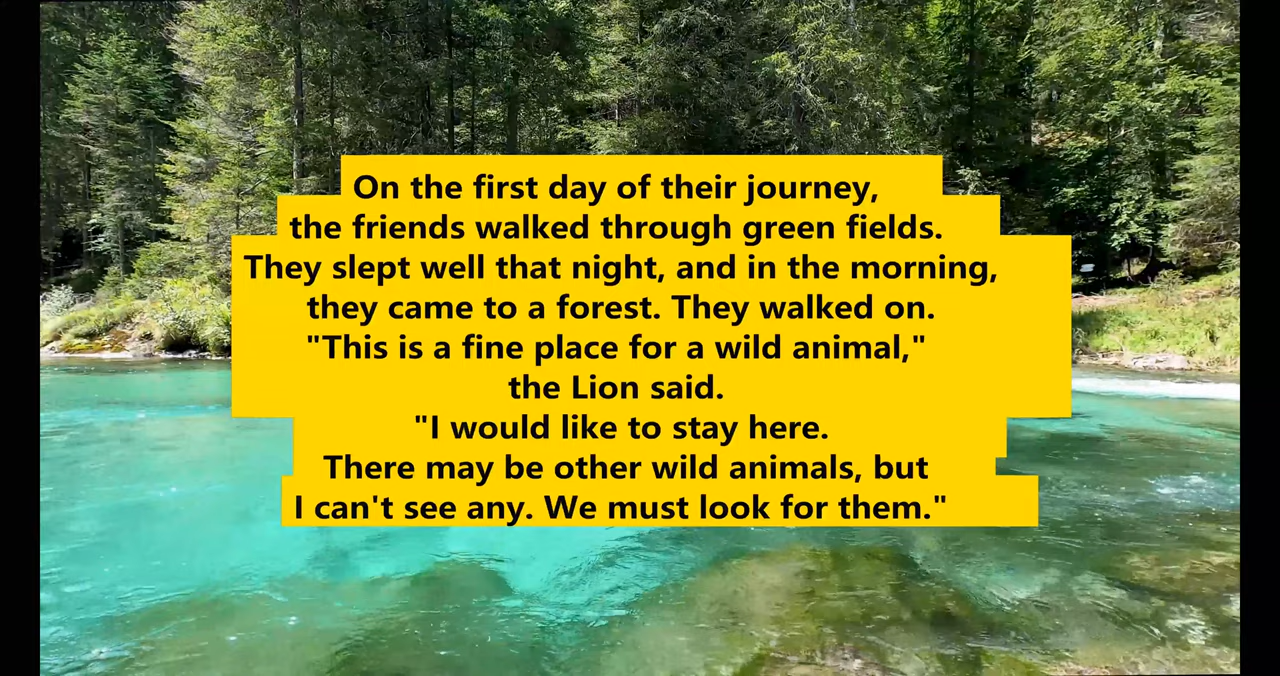 On the first day of their journey,
the friends walked through green fields.
They slept well that night, and in the morning,
they came to a forest. They walked on.
"This is a fine place for a wild animal,"
the Lion said.
"I would like to stay here.
There may be other wild animals, but
I can't see any. We must look for them."